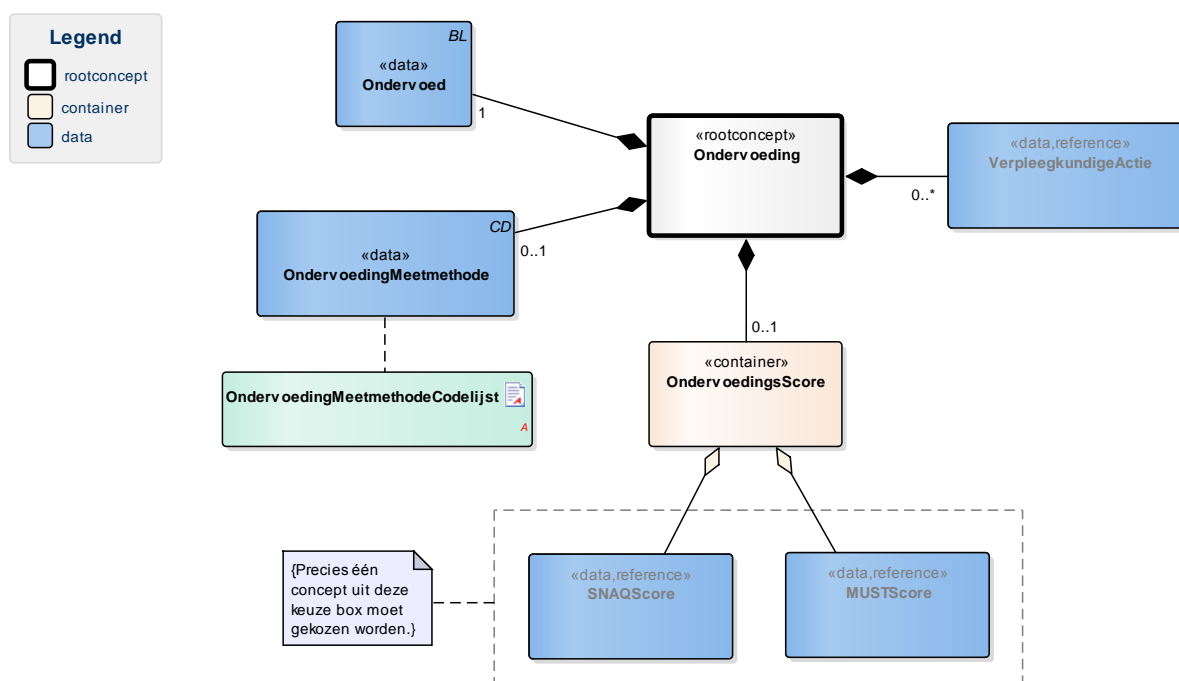 Legend
rootconcept
container
data
BL
«data»
Ondervoed
1
«rootconcept»
Ondervoeding
«data,reference»
VerpleegkundigeActie
0..*
CD
«data»
OndervoedingMeetmethode
0..1
0..1
«container»
OndervoedingsScore
OndervoedingMeetmethodeCodelijst
A
{Precies één
concept uit deze
keuze box moet
gekozen worden.}
«data,reference»
SNAQScore
«data,reference»
MUSTScore